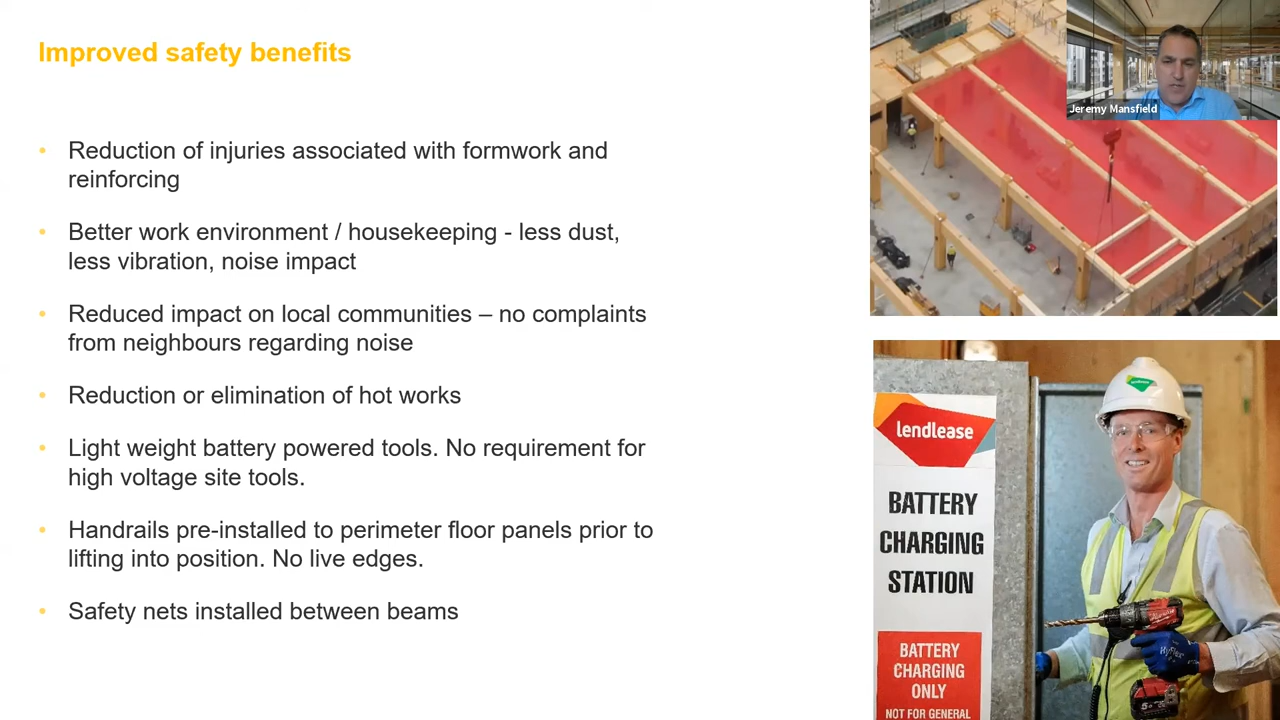 Improved safety benefits
• Reduction of injuries associated with formwork and
reinforcing
• Better work environment / housekeeping - less dust,
less vibration, noise impact
• Reduced impact on local communities – no complaints
from neighbours regarding noise
• Reduction or elimination of hot works
• Light weight battery powered tools. No requirement for
high voltage site tools.
• Handrails pre-installed to perimeter floor panels prior to
lifting into position. No live edges.
• Safety nets installed between beams
Jeremy Mansfield
lendlease
BATTERY
CHARGING
STATION
BATTERY
CHARGING
ONLY
NOT FOR GENERAL